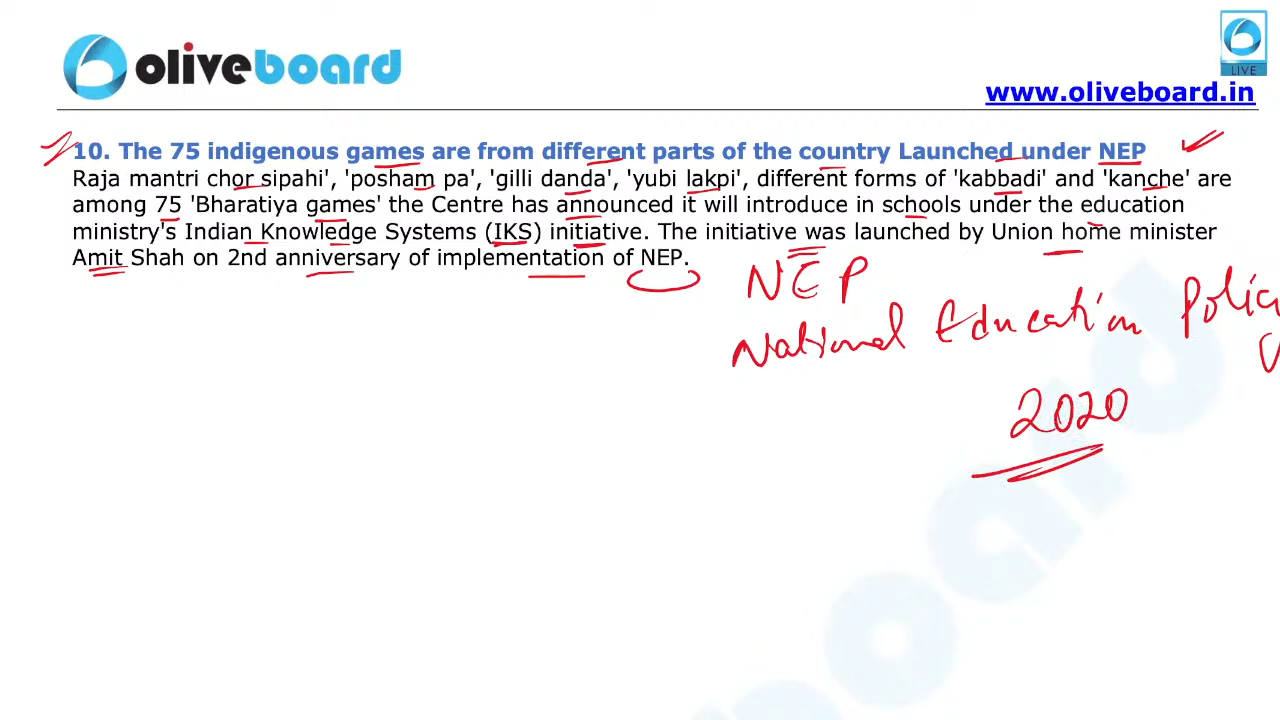 oliveboard
LIVE
www.oliveboard.in
10. The 75 indigenous games are from different parts of the country Launched under NEP
Raja mantri chor sipahi', 'posham pa', 'gilli danda', 'yubi lakpi', different forms of 'kabbadi' and 'kanche' are
among 75 'Bharatiya games' the Centre has announced it will introduce in schools under the education
ministry's Indian Knowledge Systems (IKS) initiative. The initiative was launched by Union home minister
Amit Shah on 2nd anniversary of implementation of NEP.
NEP
National Education Policy
2020